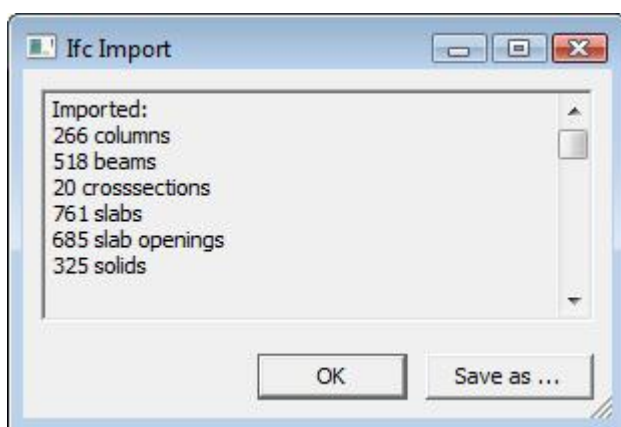 Ifc Import
Imported:
266 columns
518 beams
20 crosssections
761 slabs
685 slab openings
325 solids
OK
Save as ...